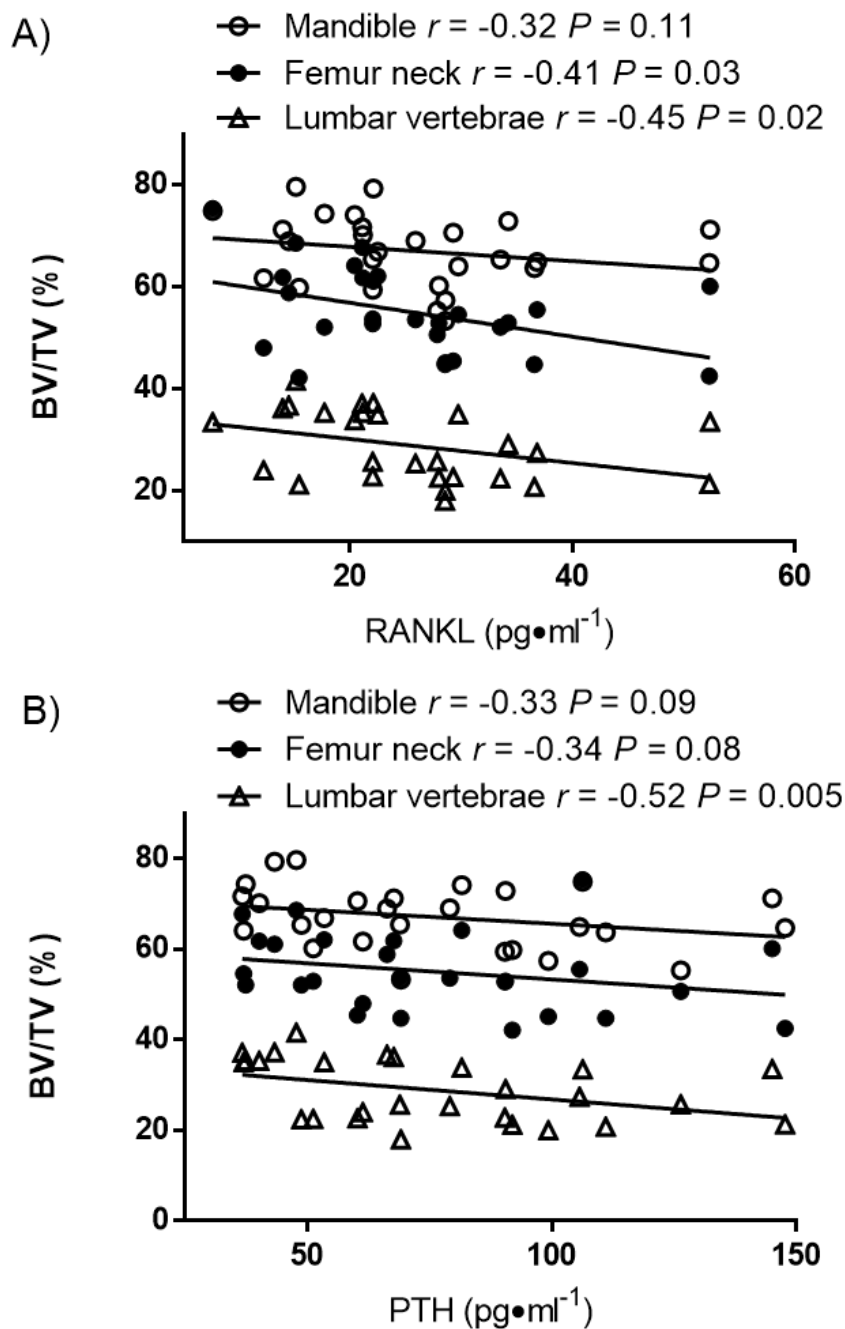 A)
Mandible r = -0.32 P = 0.11
Femur neck r = -0.41 P = 0.03
Lumbar vertebrae r = -0.45 P = 0.02
BV/TV (%)
80
60
40
20
20 40 60
RANKL (pg•ml⁻¹)
B)
Mandible r = -0.33 P = 0.09
Femur neck r = -0.34 P = 0.08
Lumbar vertebrae r = -0.52 P = 0.005
BV/TV (%)
80
60
40
20
0
50 100 150
PTH (pg•ml⁻¹)